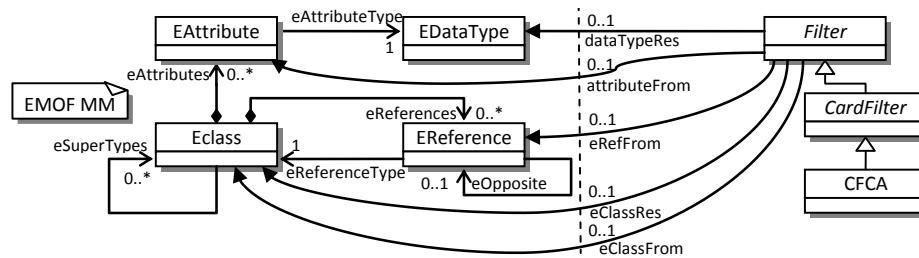 eAttributeType
0..1
EAttribute
EDataType
Filter
1
dataTypeRes
eAttributes
0..*
0..1
attributeFrom
EMOF MM
CardFilter
eReferences
0..*
0..1
Eclass
EReference
eRefFrom
eSuperTypes
1
eReferenceType
0..*
0..1
eOpposite
CFCA
0..1
eClassRes
0..1
eClassFrom